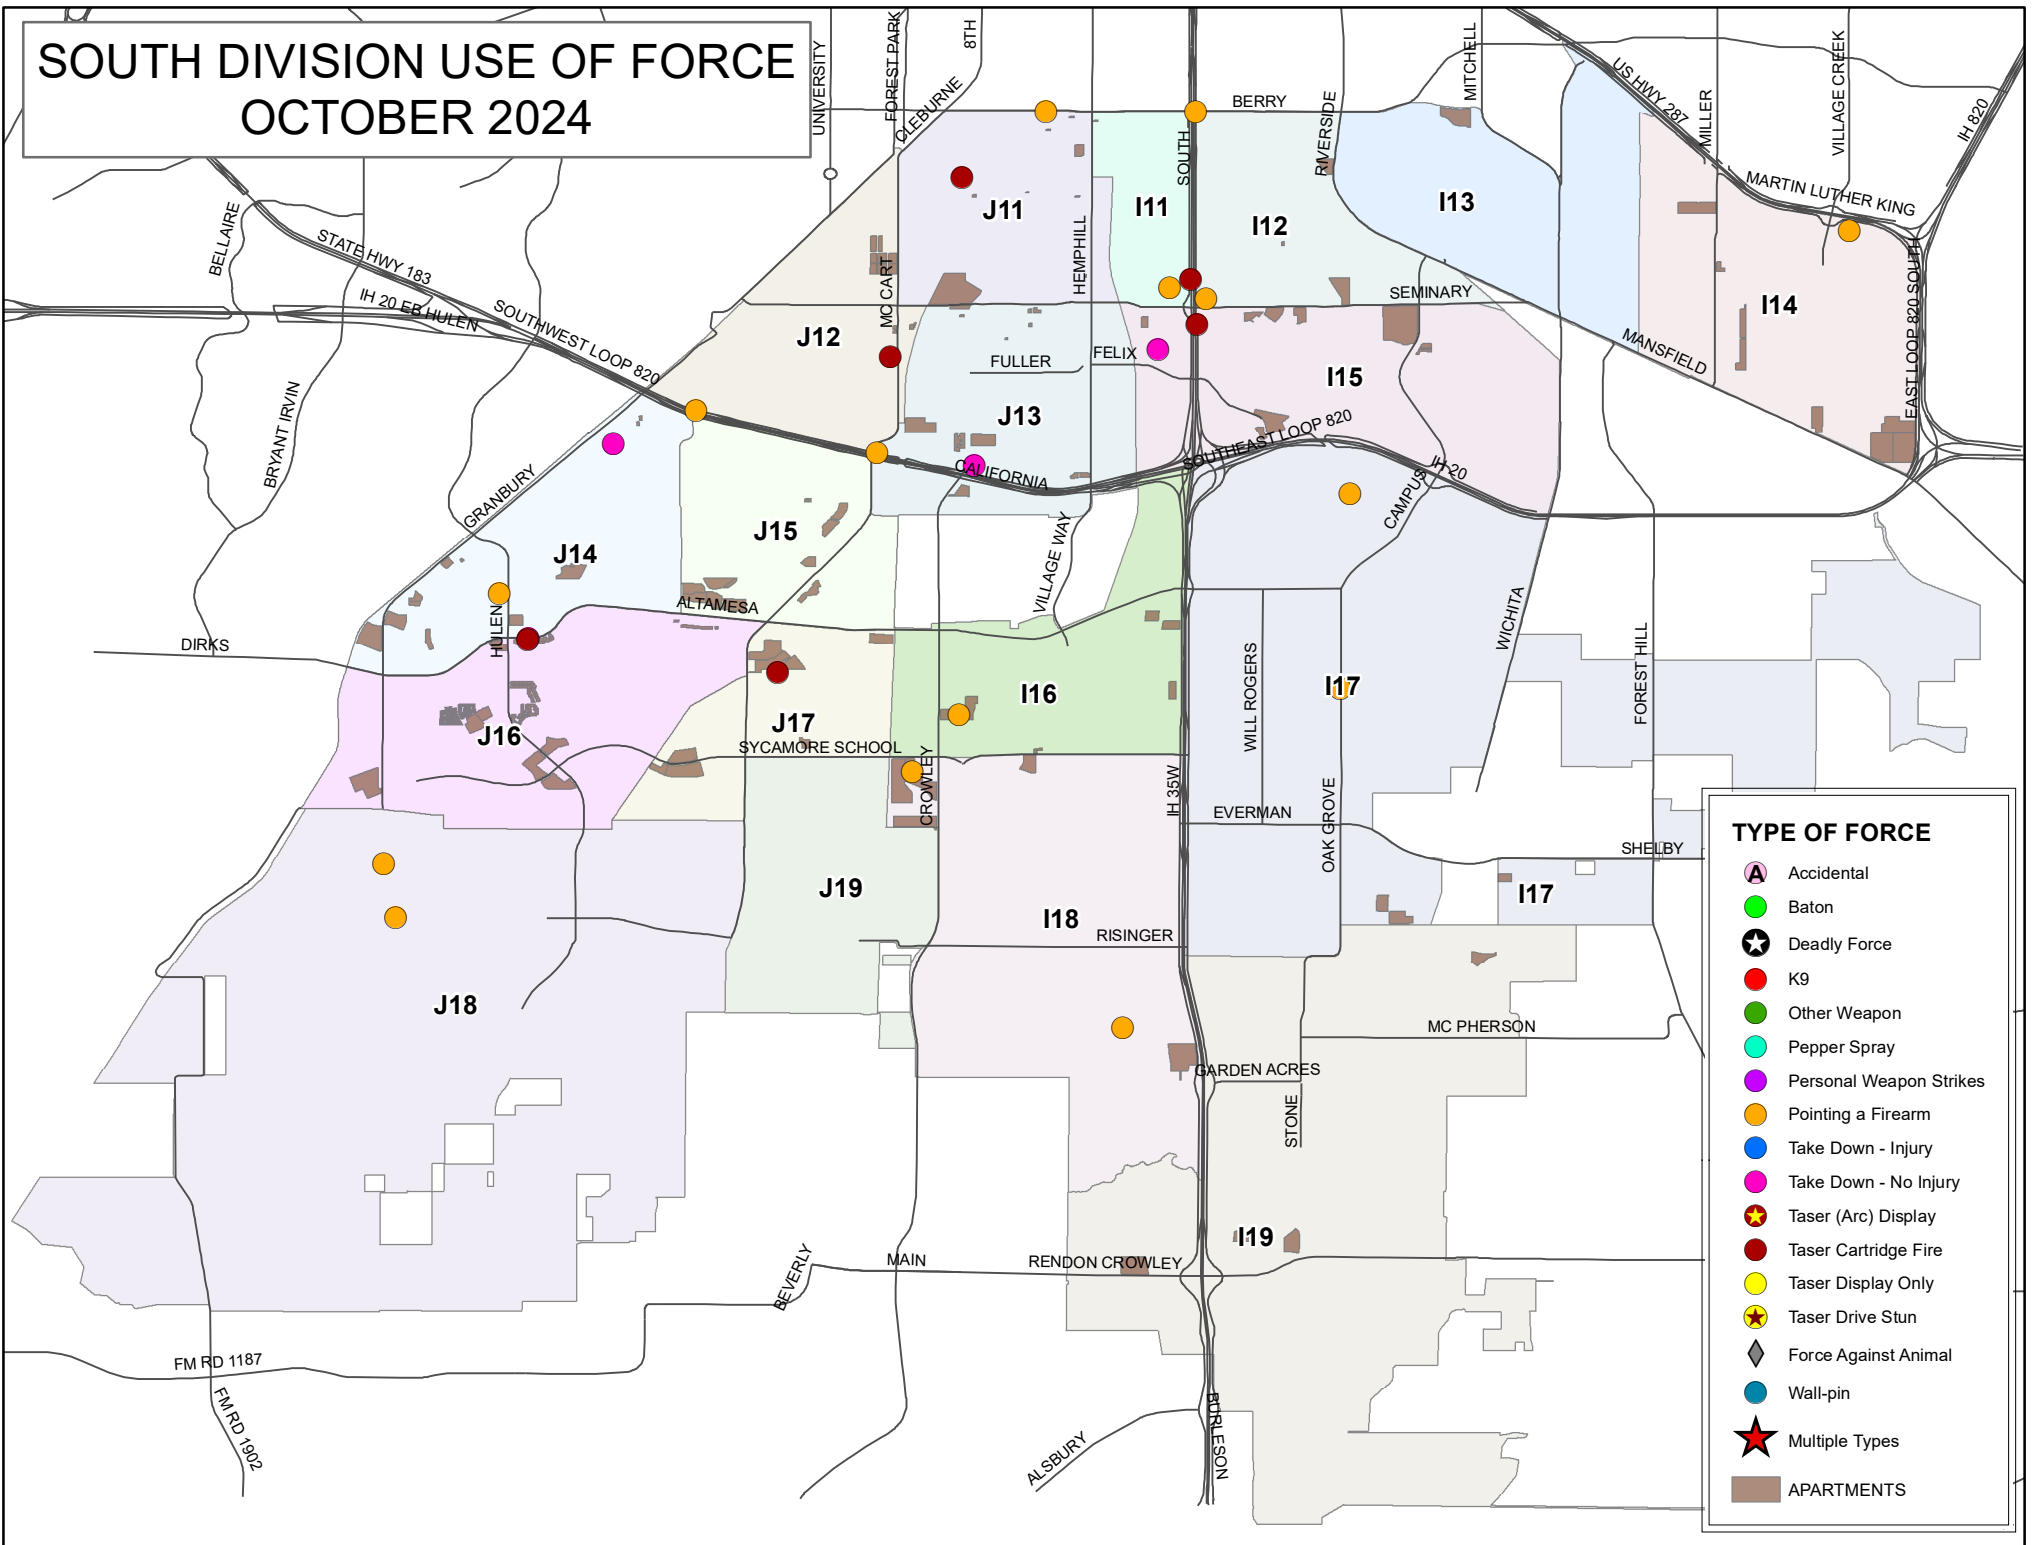 SOUTH DIVISION USE OF FORCE
OCTOBER 2024
UNIVERSITY
FOREST PARK
8TH
CLEBURNE
BERRY
SOUTH
RIVERSIDE
MITCHELL
US HWY 287
MILLER
VILLAGE CREEK
IH 820
MARTIN LUTHER KING
BELLAIRE
STATE HWY 183
IH 20 EB HULEN
SOUTHWEST LOOP 820
MC CART
HEMPHILL
J11
I11
I12
I13
I14
J12
SEMINARY
EAST LOOP 820 SOUTH
MANSFIELD
FULLER
FELIX
I15
J13
BRYANT IRVIN
GRANBURY
CALIFORNIA
SOUTHEAST LOOP 820
IH 20
CAMPUS
J14
J15
VILLAGE WAY
ALTAMESA
HULEN
DIRKS
WICHITA
WILL ROGERS
FOREST HILL
I16
I17
J16
J17
SYCAMORE SCHOOL
CROWLEY
IH 35W
EVERMAN
OAK GROVE
SHELBY
J19
I17
I18
RISINGER
J18
MC PHERSON
GARDEN ACRES
STONE
I19
MAIN
RENDON CROWLEY
BEVERLY
FM RD 1187
FM RD 1902
ALSBURY
BURLESON
TYPE OF FORCE
A Accidental
Baton
Deadly Force
K9
Other Weapon
Pepper Spray
Personal Weapon Strikes
Pointing a Firearm
Take Down - Injury
Take Down - No Injury
Taser (Arc) Display
Taser Cartridge Fire
Taser Display Only
Taser Drive Stun
Force Against Animal
Wall-pin
Multiple Types
APARTMENTS